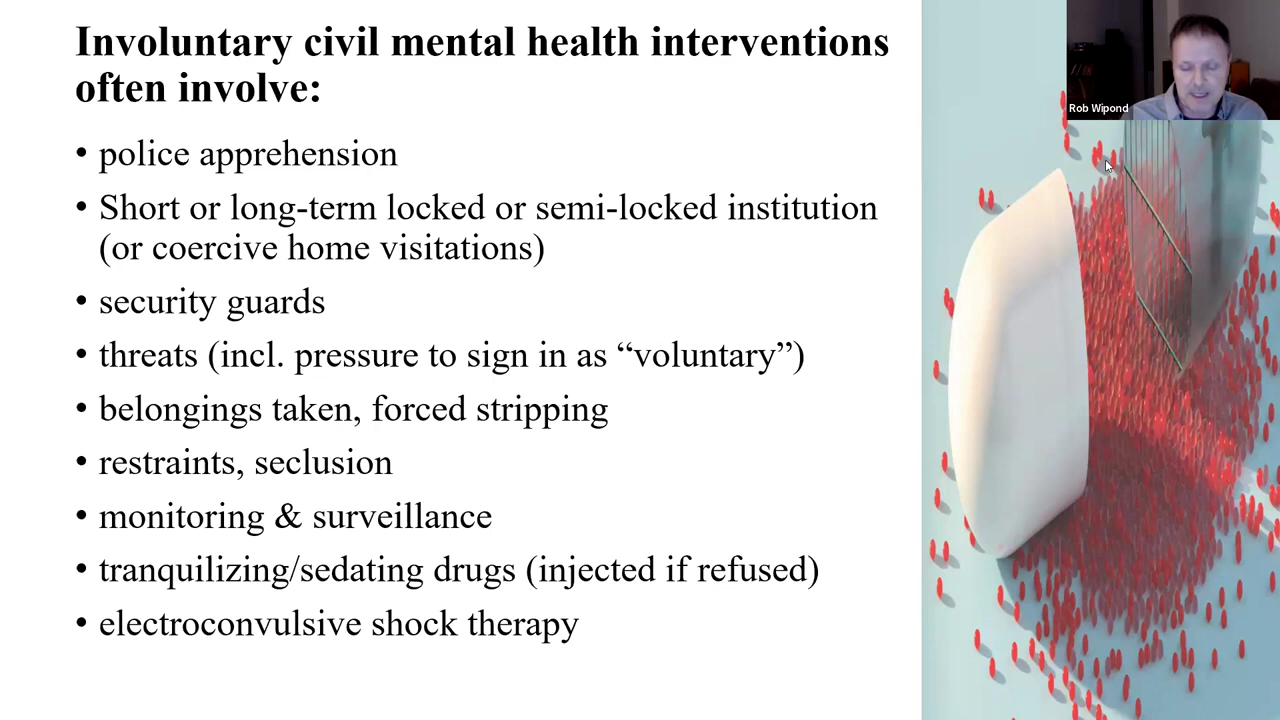 Involuntary civil mental health interventions
often involve:
• police apprehension
• Short or long-term locked or semi-locked institution
(or coercive home visitations)
• security guards
• threats (incl. pressure to sign in as “voluntary”)
• belongings taken, forced stripping
• restraints, seclusion
• monitoring & surveillance
• tranquilizing/sedating drugs (injected if refused)
• electroconvulsive shock therapy
Rob Wipond